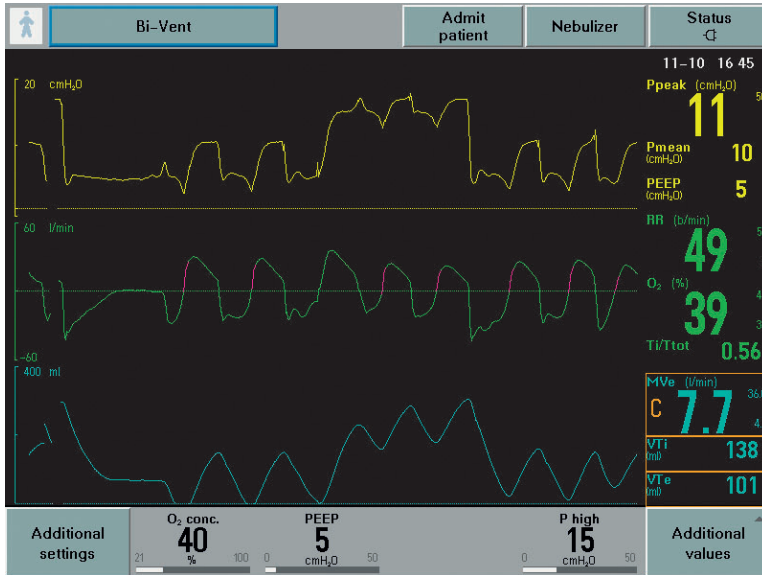 Bi-Vent
Admit
patient
Nebulizer
Status
11-10 16 45
20 cmH₂O
Ppeak (cmH₂O)
11
Pmean
(cmH₂O)
10
PEEP
(cmH₂O)
5
60 l/min
-60
RR (b/min)
49
O₂ (%)
39
Ti/Ttot 0.56
400 ml
MVe (l/min)
C 7.7
VTi
(ml)
138
VTe
(ml)
101
Additional
settings
O₂ conc.
40
21 % 100
PEEP
5
0 cmH₂O 50
P high
15
0 cmH₂O 50
Additional
values